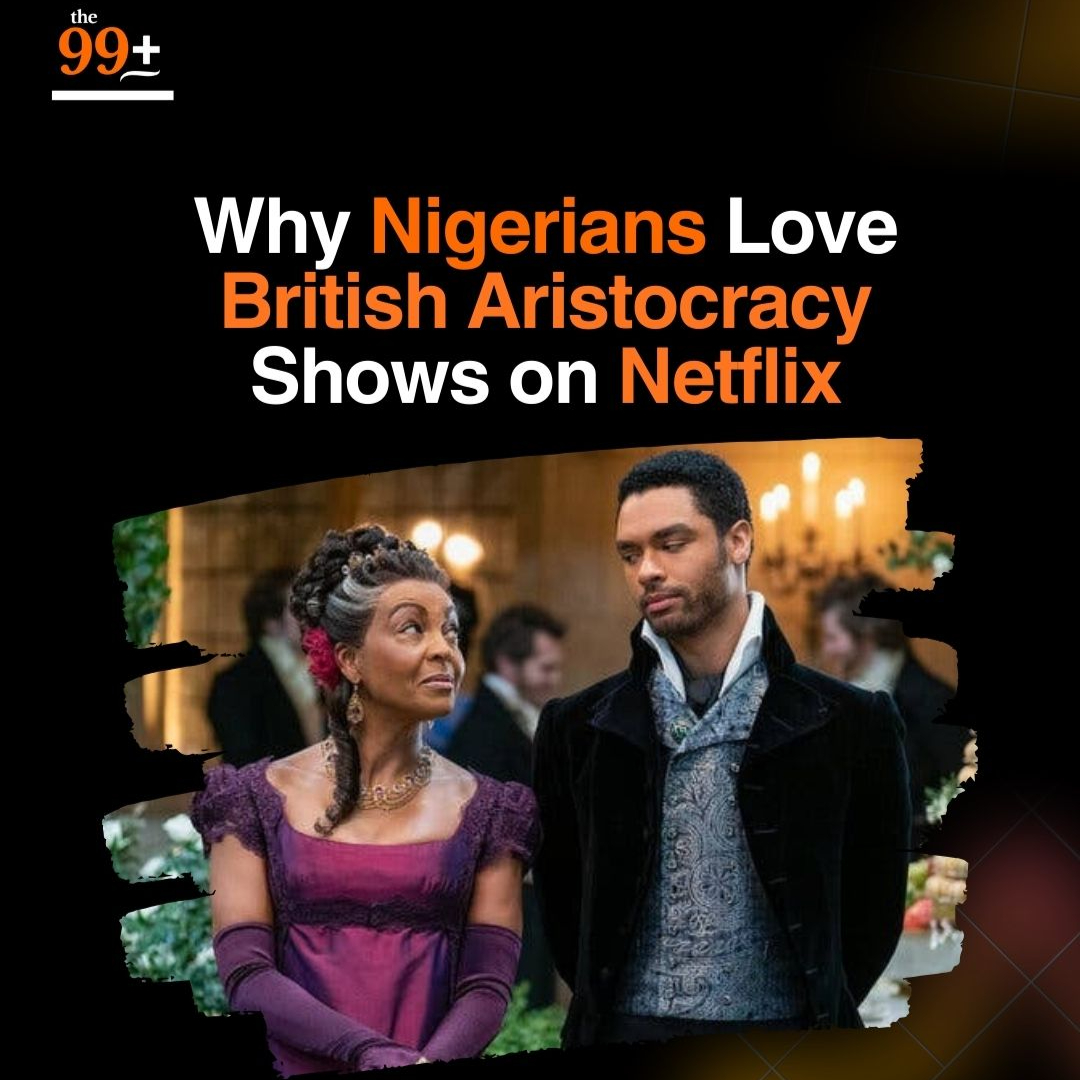 the
99+
Why Nigerians Love
British Aristocracy
Shows on Netflix